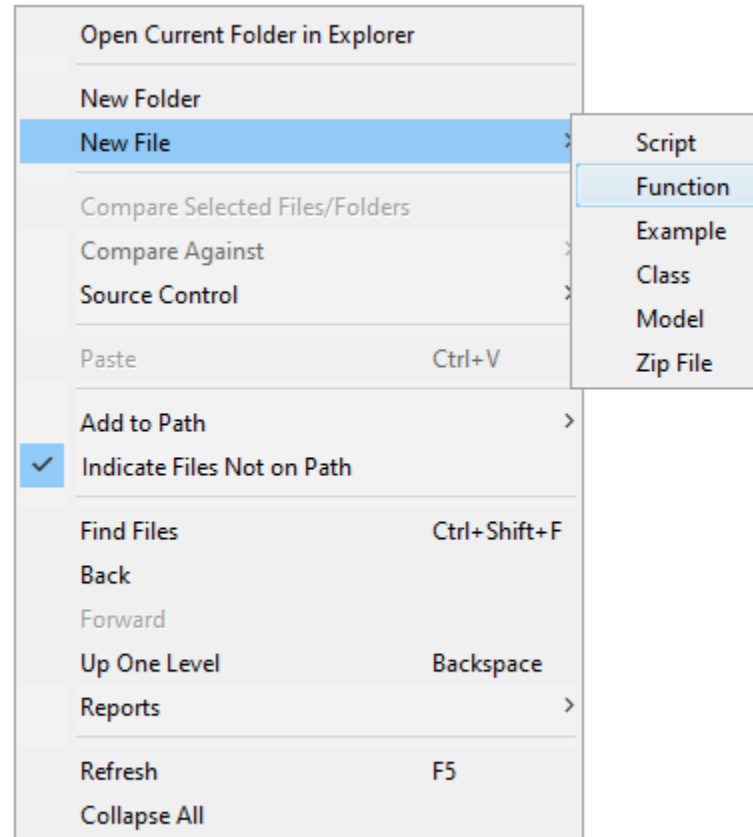 Open Current Folder in Explorer
New Folder
New File
Script
Function
Example
Class
Model
Zip File
Compare Selected Files/Folders
Compare Against
Source Control
Paste Ctrl+V
Add to Path
Indicate Files Not on Path
Find Files Ctrl+Shift+F
Back
Forward
Up One Level Backspace
Reports
Refresh F5
Collapse All